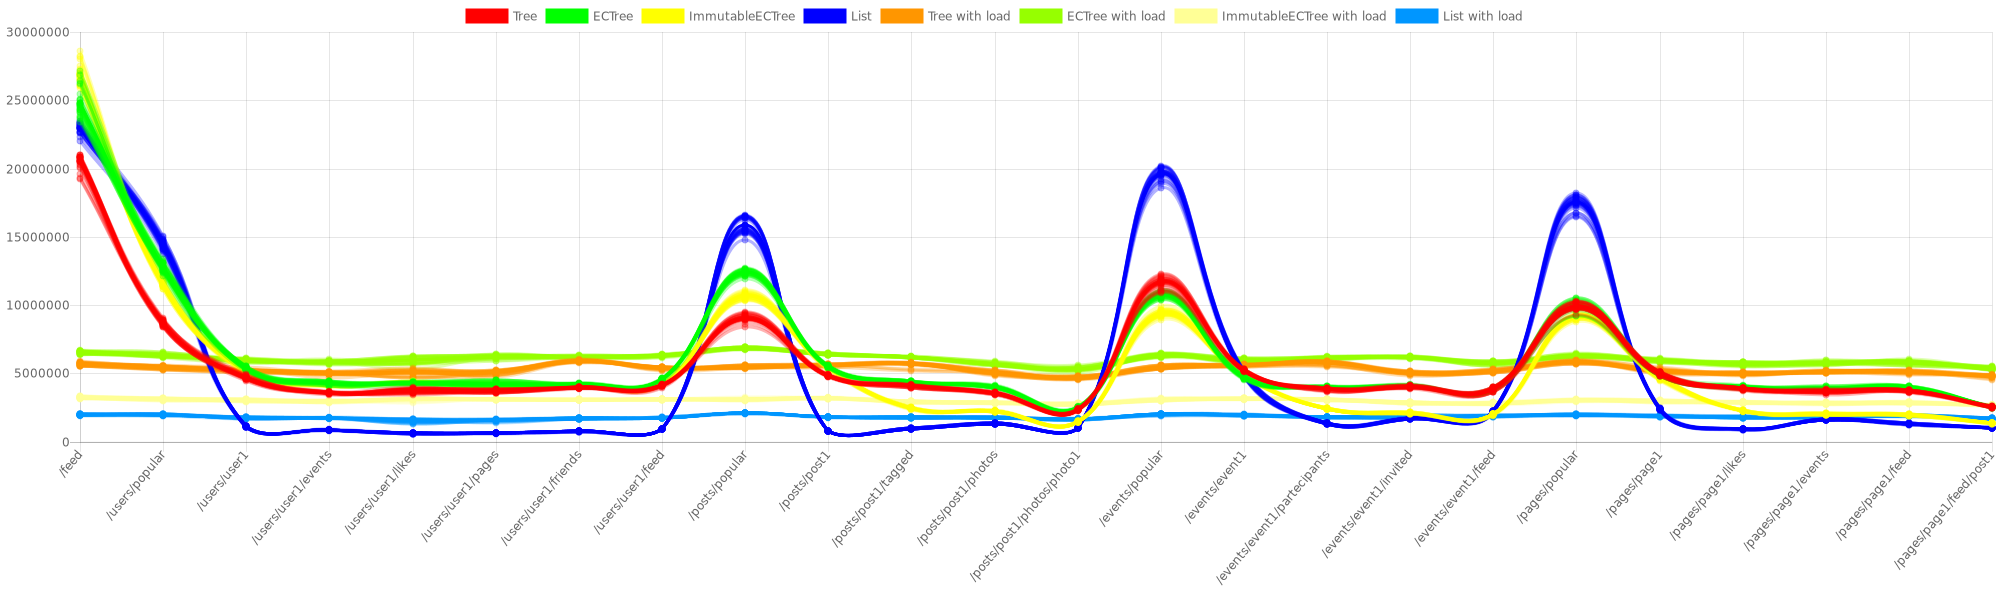 Tree ECTree ImmutableECTree List Tree with load ECTree with load ImmutableECTree with load List with load
30000000
25000000
20000000
15000000
10000000
5000000
0
/feed
/users/popular
/users/user1
/users/user1/events
/users/user1/likes
/users/user1/pages
/users/user1/friends
/users/user1/feed
/posts/popular
/posts/post1
/posts/post1/tagged
/posts/post1/photos
/posts/post1/photos/photo1
/events/popular
/events/event1
/events/event1/partecipants
/events/event1/invited
/events/event1/feed
/pages/popular
/pages/page1
/pages/page1/likes
/pages/page1/events
/pages/page1/feed
/pages/page1/feed/post1